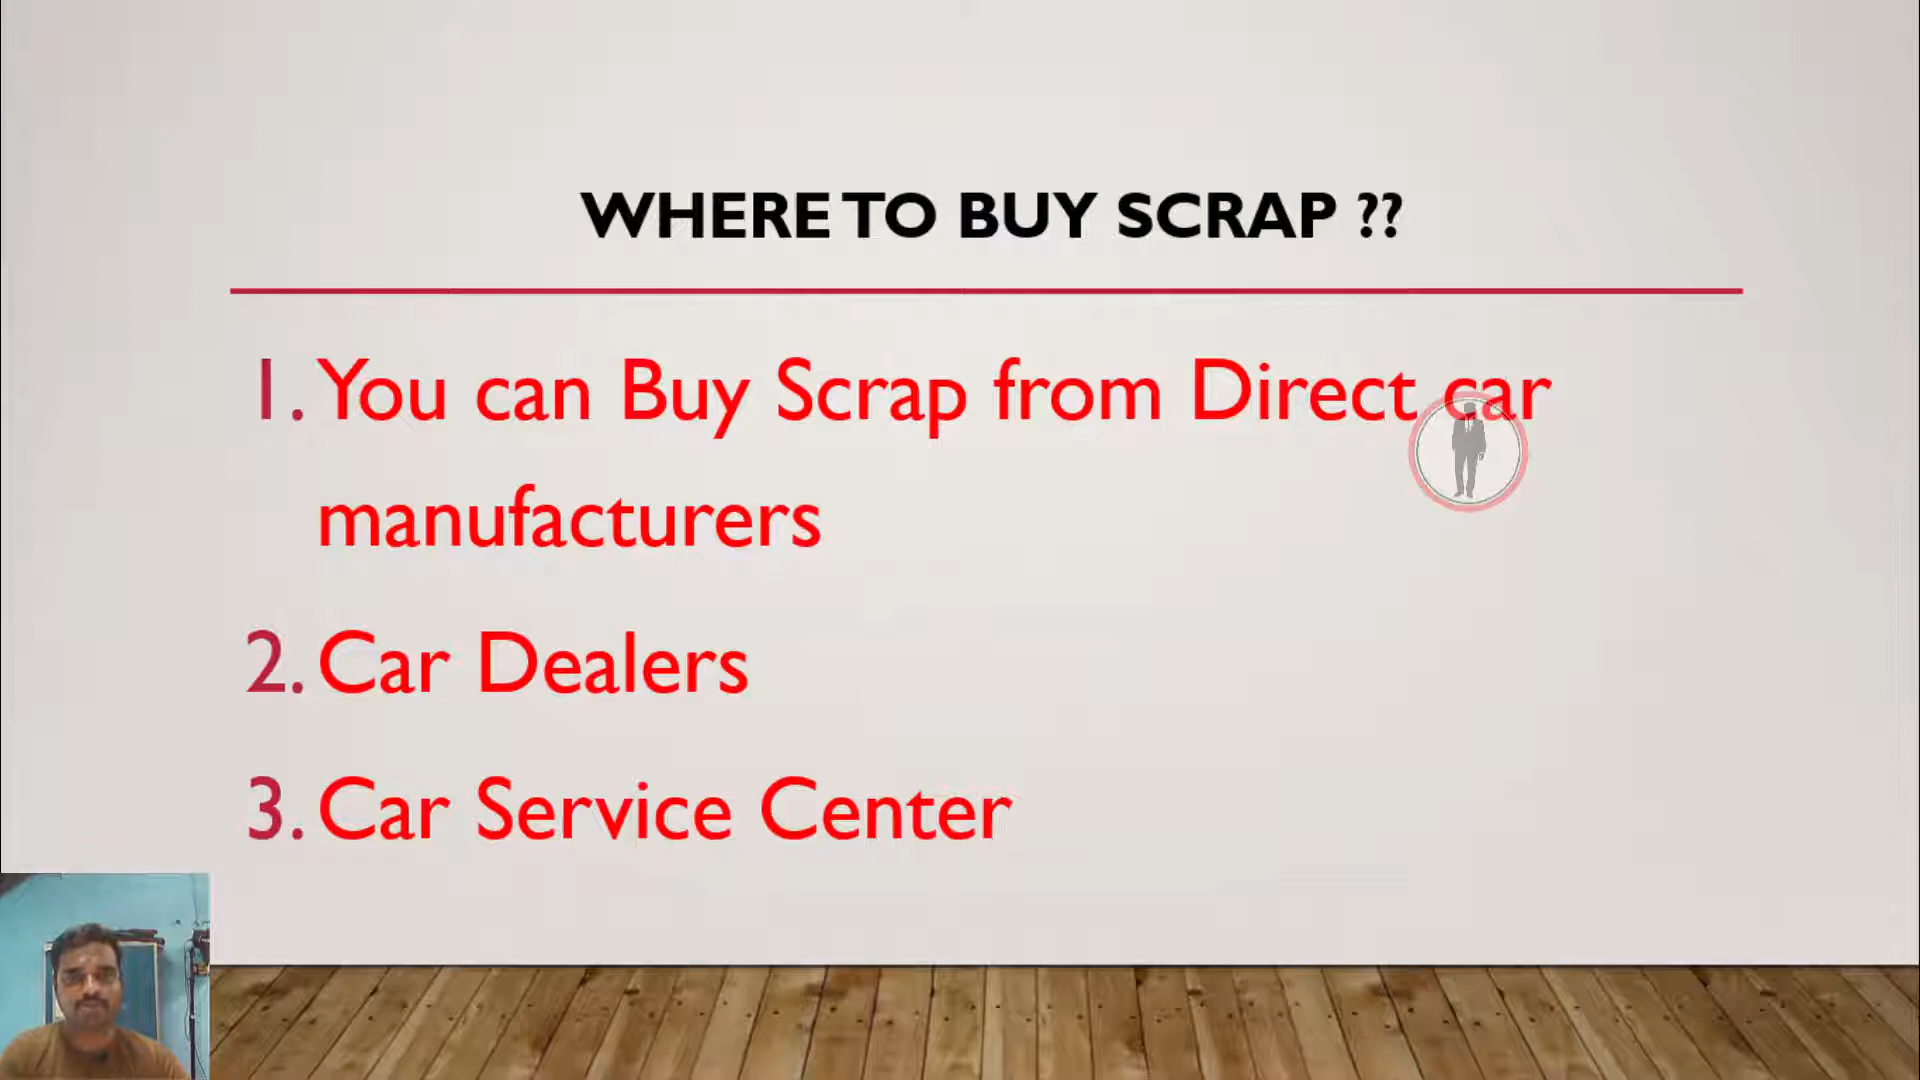 WHERE TO BUY SCRAP ??
1. You can Buy Scrap from Direct car
manufacturers
2. Car Dealers
3. Car Service Center